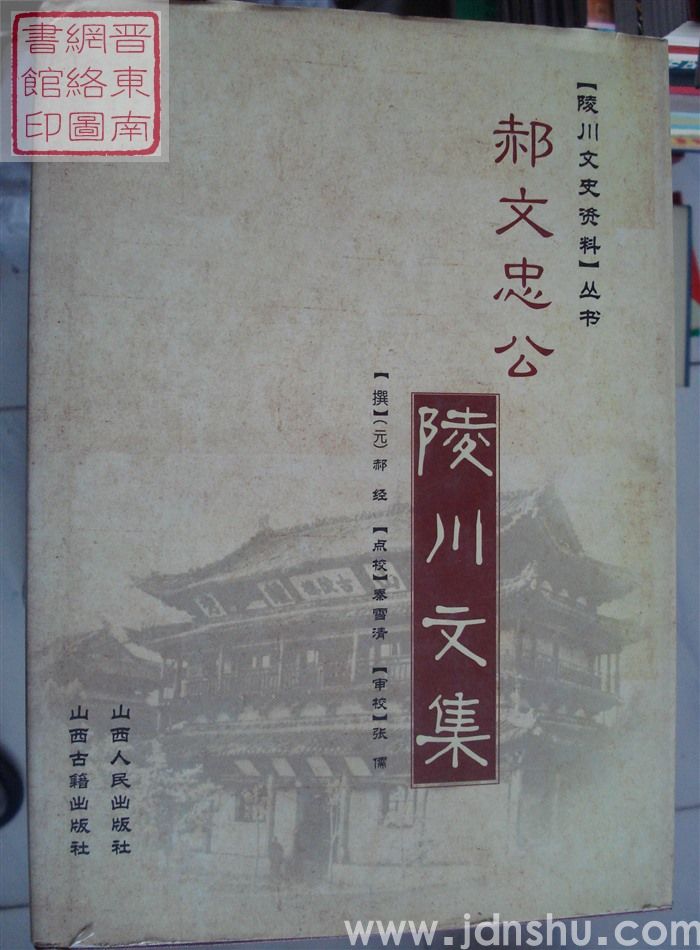 晋東南
網絡圖
書館印
【陵川文史资料】丛书
郝文忠公
陵川文集
【撰】(元)郝经 【点校】秦雪清 【审校】张儒
山西人民出版社
山西古籍出版社
www.jdnshu.com